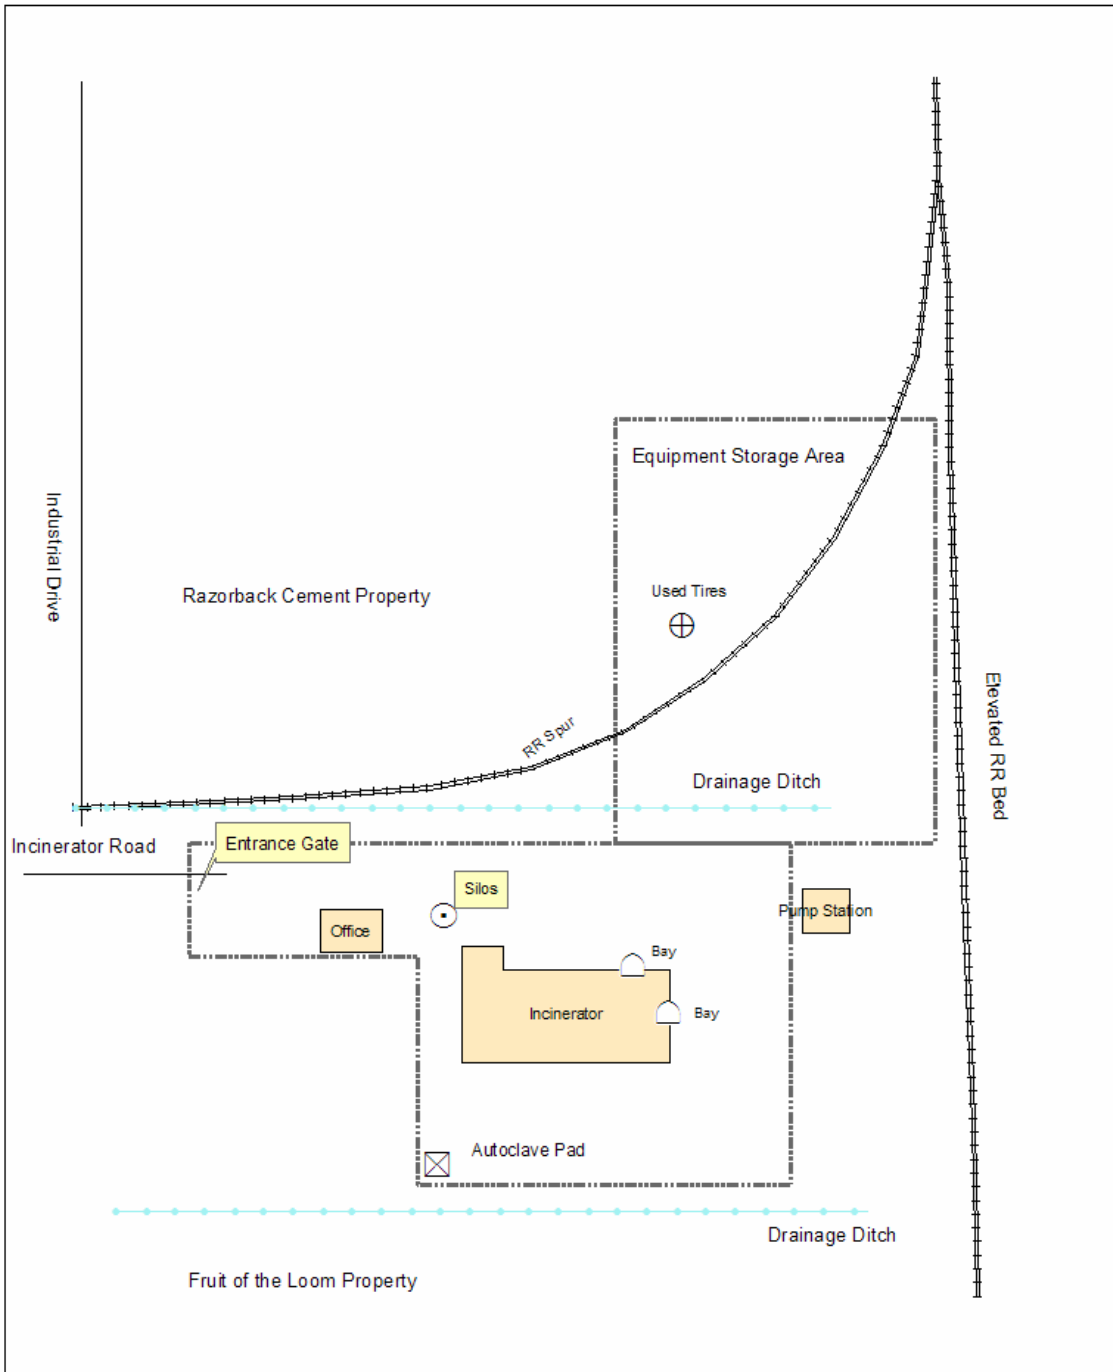 Equipment Storage Area
Industrial Drive
Used Tires
Razorback Cement Property
Elevated RR Bed
RR Spur
Drainage Ditch
Incinerator Road
Entrance Gate
Silos
Pump Station
Office
Bay
Incinerator
Bay
Autoclave Pad
Drainage Ditch
Fruit of the Loom Property